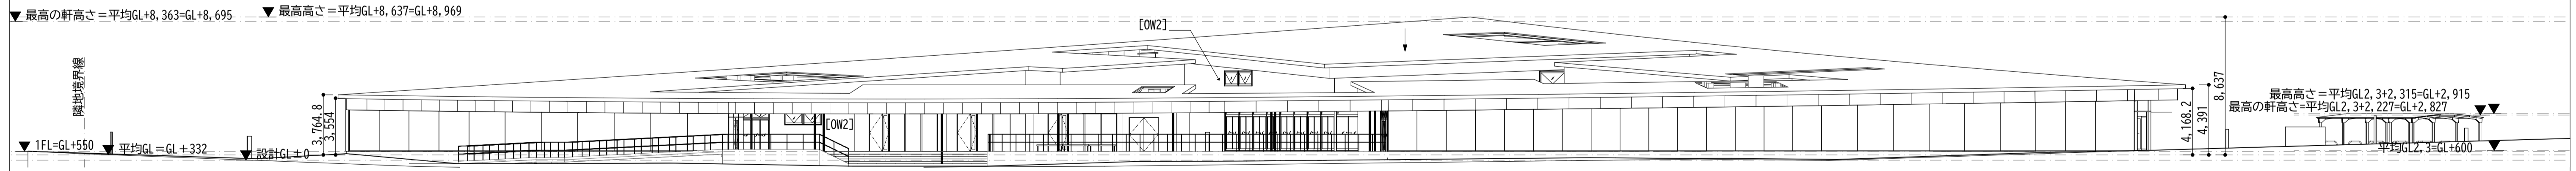 最高の軒高さ＝平均GL+8,363=GL+8,695
最高高さ＝平均GL+8,637=GL+8,969
[OW2]
隣地境界線
3,764.8
3,554
[OW2]
1FL=GL+550
平均GL＝GL＋332
設計GL±0
4,168.2
4,391
8,637
最高高さ＝平均GL2,3+2,315=GL+2,915
最高の軒高さ=平均GL2,3+2,227=GL+2,827
平均GL2,3=GL+600